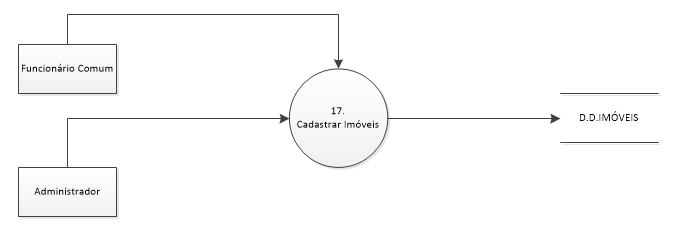 Funcionário Comum
17.
Cadastrar Imóveis
D.D.IMÓVEIS
Administrador